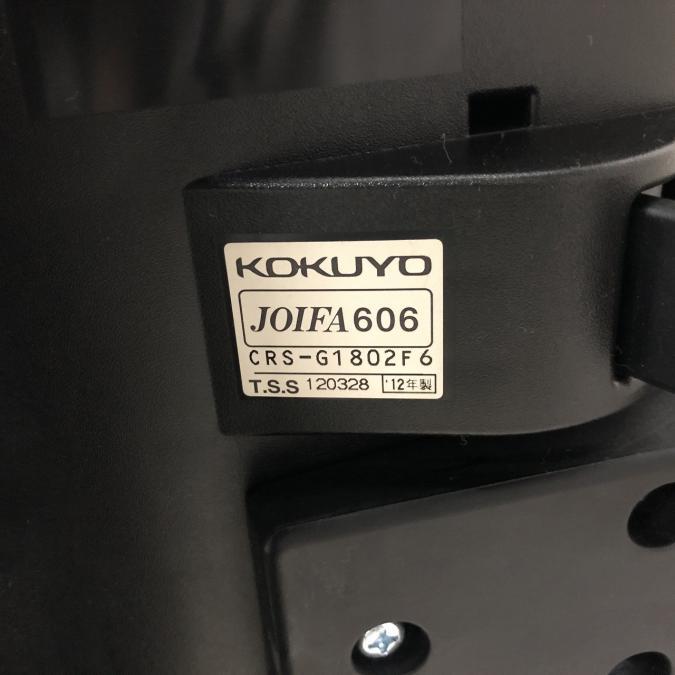 KOKUYO
JOIFA606
CRS-G1802F6
T.S.S 120328 '12年製